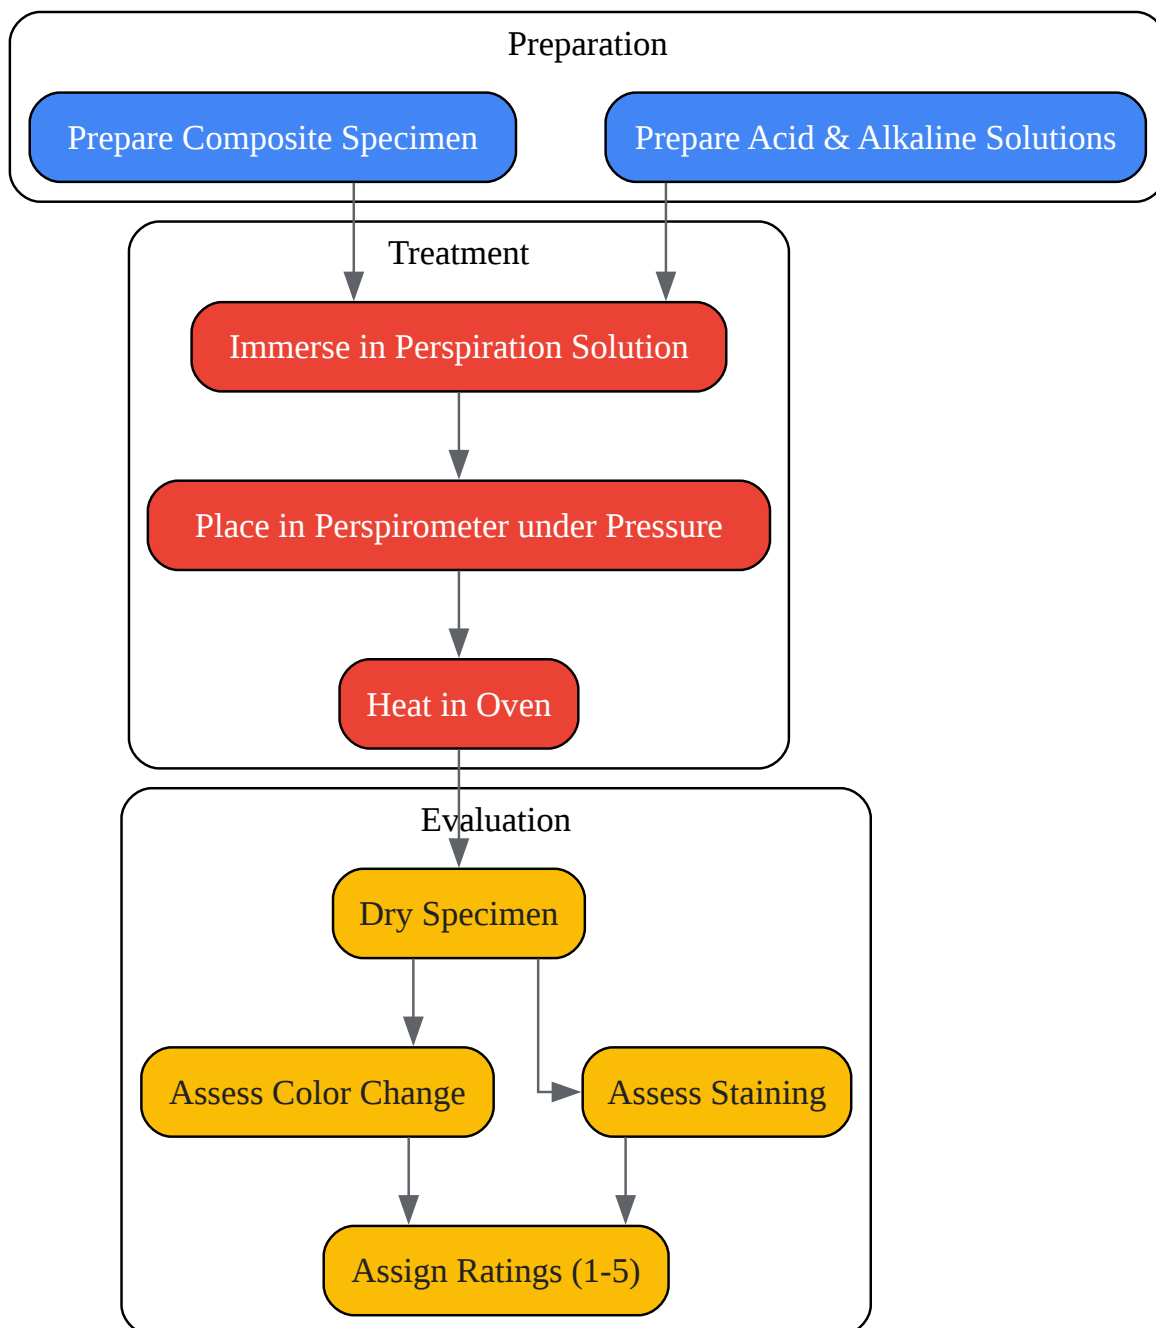 Preparation
Prepare Composite Specimen
Prepare Acid & Alkaline Solutions
Treatment
Immerse in Perspiration Solution
Place in Perspirometer under Pressure
Heat in Oven
Evaluation
Dry Specimen
Assess Color Change
Assess Staining
Assign Ratings (1-5)